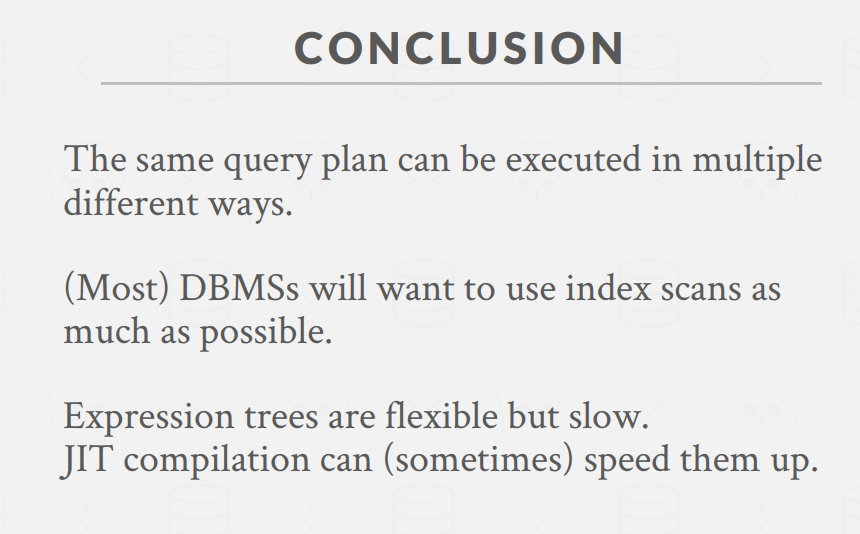 CONCLUSION
The same query plan can be executed in multiple
different ways.
(Most) DBMSs will want to use index scans as
much as possible.
Expression trees are flexible but slow.
JIT compilation can (sometimes) speed them up.